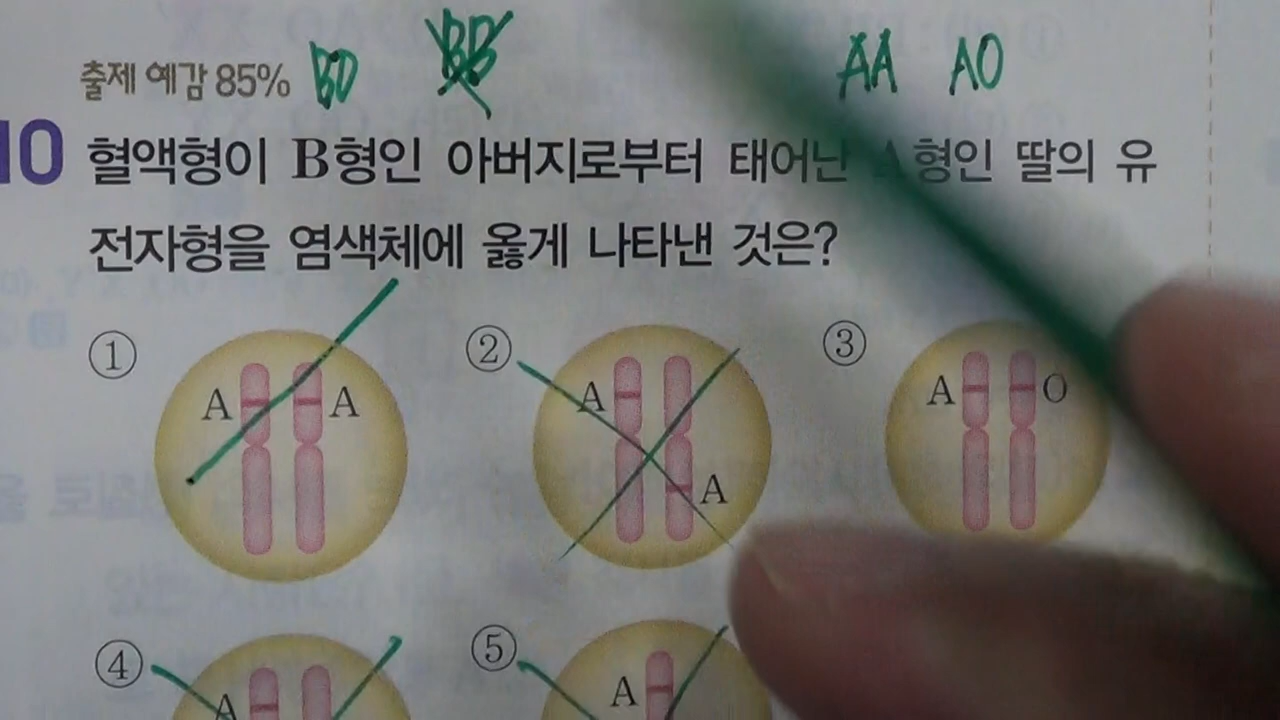 출제 예감 85% BO BB AA AO
10 혈액형이 B형인 아버지로부터 태어난 형인 딸의 유
전자형을 염색체에 옳게 나타낸 것은?
① A A ② A A ③ A O
④ A ⑤ A